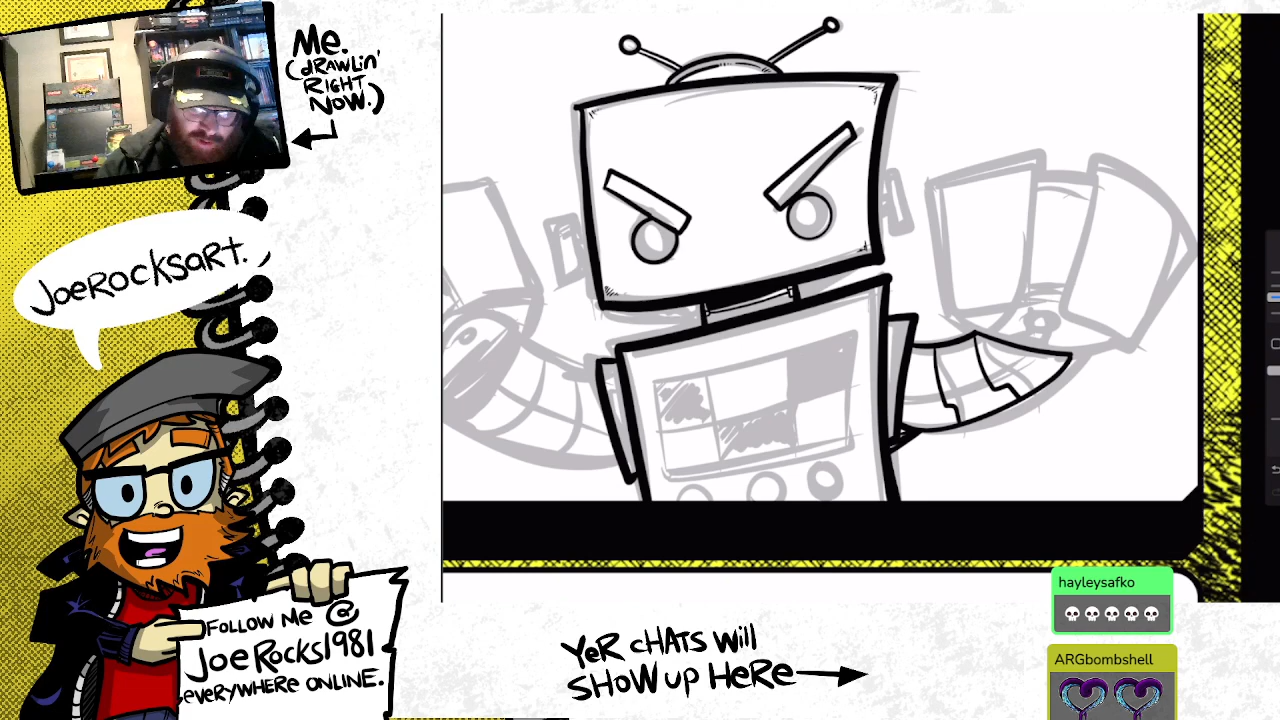 Me.
(dRAWLin'
RIGHT
NOW.)
JoeRocksart.
FOLLOW Me @
JoeRocks1981
everywhere online.
YeR cHATs Will
SHOW up HeRe
hayleysafko
ARGbombshell